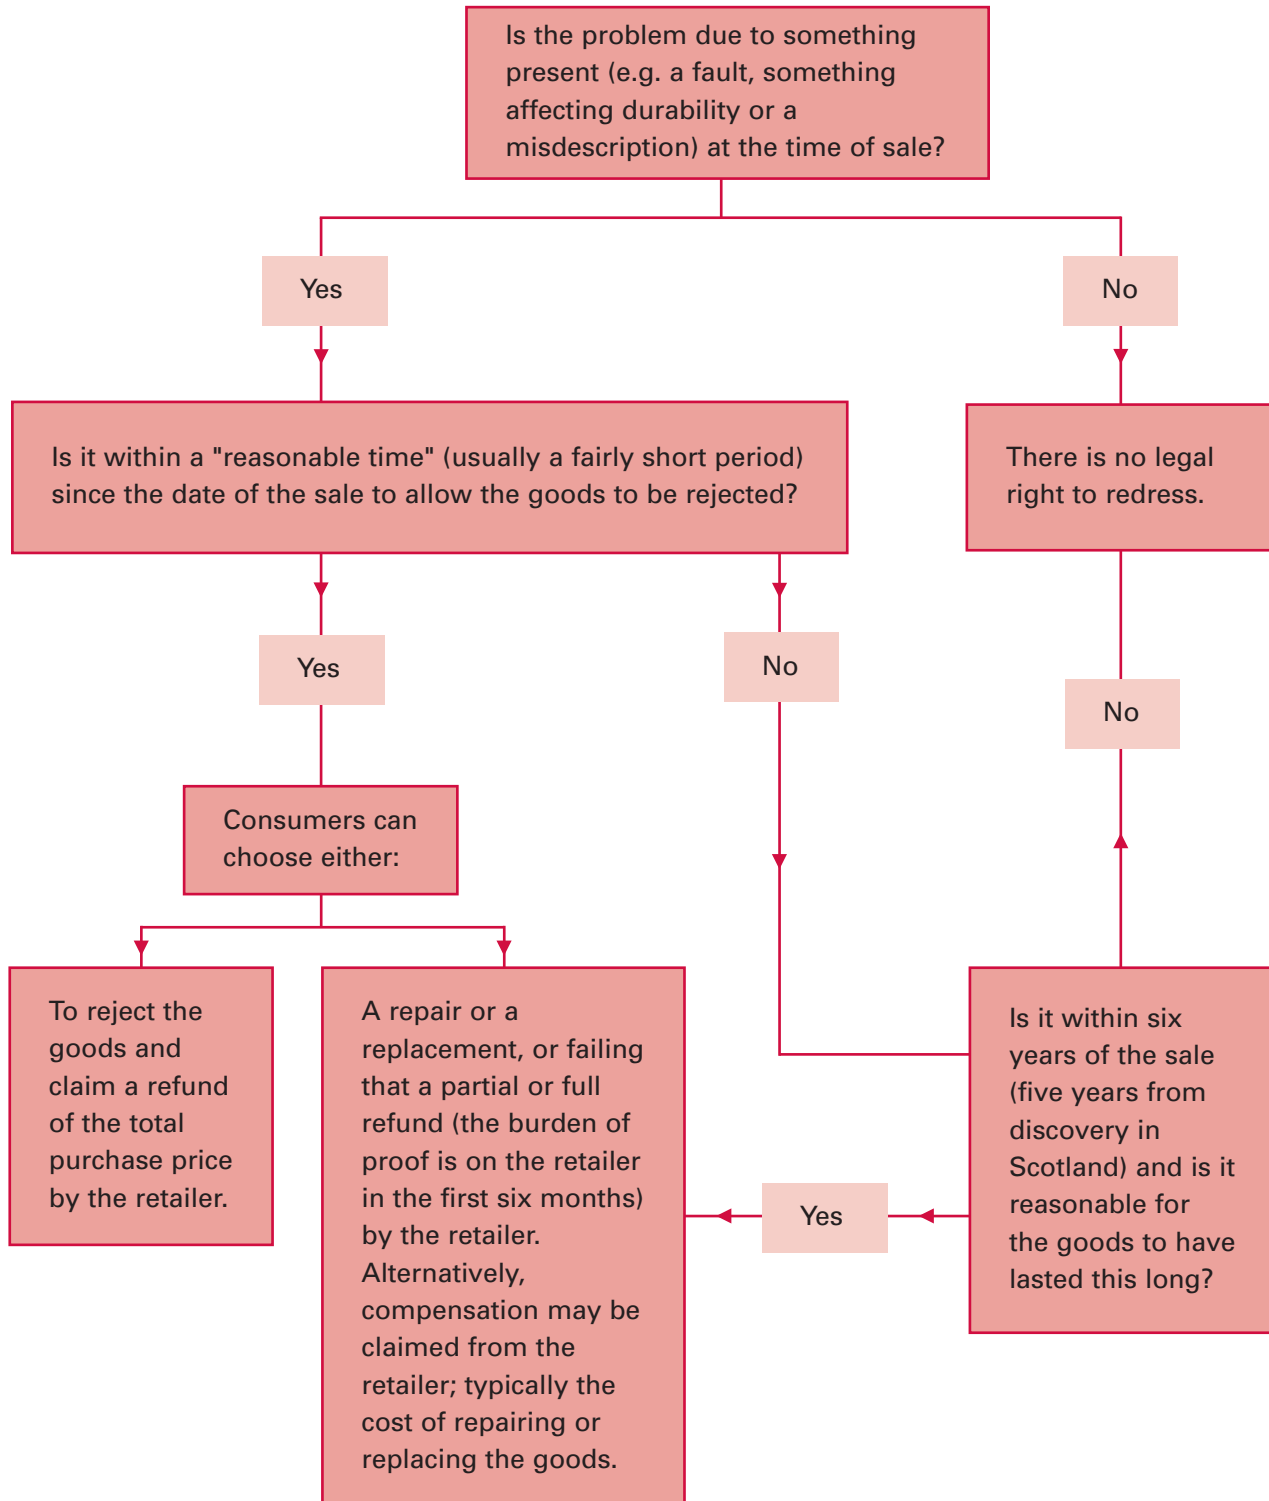 Is the problem due to something
present (e.g. a fault, something
affecting durability or a
misdescription) at the time of sale?
Yes
No
Is it within a "reasonable time" (usually a fairly short period)
since the date of the sale to allow the goods to be rejected?
There is no legal
right to redress.
Yes
No
No
Consumers can
choose either:
To reject the
goods and
claim a refund
of the total
purchase price
by the retailer.
A repair or a
replacement, or failing
that a partial or full
refund (the burden of
proof is on the retailer
in the first six months)
by the retailer.
Alternatively,
compensation may be
claimed from the
retailer; typically the
cost of repairing or
replacing the goods.
Yes
Is it within six
years of the sale
(five years from
discovery in
Scotland) and is it
reasonable for
the goods to have
lasted this long?